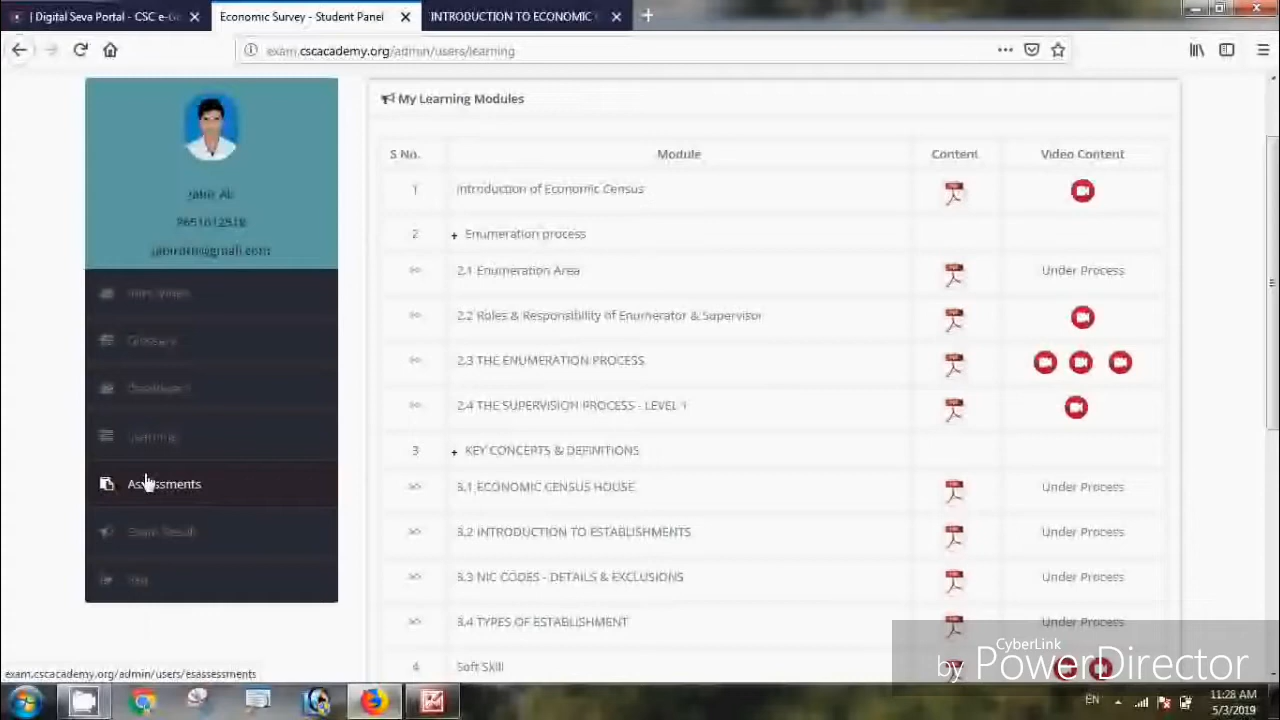 | Digital Seva Portal - CSC e-Go
Economic Survey - Student Panel
INTRODUCTION TO ECONOMIC C
exam.cscacademy.org/admin/users/learning
My Learning Modules
S No. Module Content Video Content
1 Introduction of Economic Census
2 + Enumeration process
2.1 Enumeration Area Under Process
2.2 Roles & Responsibility of Enumerator & Supervisor
2.3 THE ENUMERATION PROCESS
2.4 THE SUPERVISION PROCESS - LEVEL 1
3 + KEY CONCEPTS & DEFINITIONS
3.1 ECONOMIC CENSUS HOUSE Under Process
3.2 INTRODUCTION TO ESTABLISHMENTS Under Process
3.3 NIC CODES - DETAILS & EXCLUSIONS Under Process
3.4 TYPES OF ESTABLISHMENT Under Process
4 Soft Skill
Glossary
Learning
Assessments
Exam Result
exam.cscacademy.org/admin/users/esassessments
CyberLink
by PowerDirector
EN
11:28 AM
5/3/2019